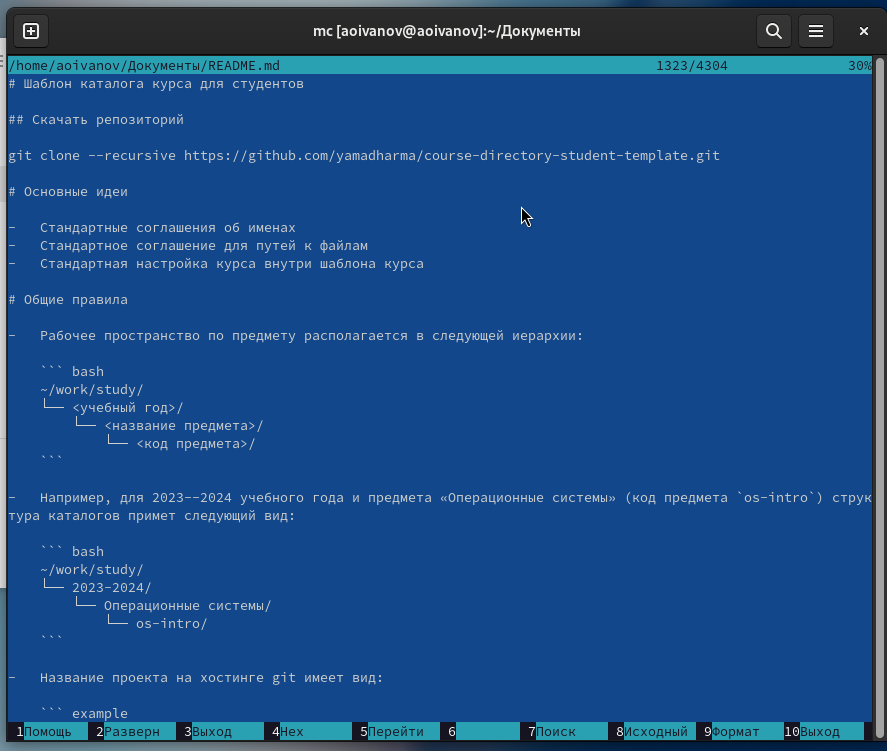 mc [aoivanov@aoivanov]:~/Документы
/home/aoivanov/Документы/README.md 1323/4304 30%
# Шаблон каталога курса для студентов
## Скачать репозиторий
git clone --recursive https://github.com/yamadharma/course-directory-student-template.git
# Основные идеи
-   Стандартные соглашения об именах
-   Стандартное соглашение для путей к файлам
-   Стандартная настройка курса внутри шаблона курса
# Общие правила
-   Рабочее пространство по предмету располагается в следующей иерархии:
``` bash
~/work/study/
└── <учебный год>/
└── <название предмета>/
└── <код предмета>/
```
-   Например, для 2023--2024 учебного года и предмета «Операционные системы» (код предмета `os-intro`) струк
тура каталогов примет следующий вид:
``` bash
~/work/study/
└── 2023-2024/
└── Операционные системы/
└── os-intro/
```
-   Название проекта на хостинге git имеет вид:
``` example
1Помощь 2Разверн 3Выход 4Hex 5Перейти 6 7Поиск 8Исходный 9Формат 10Выход